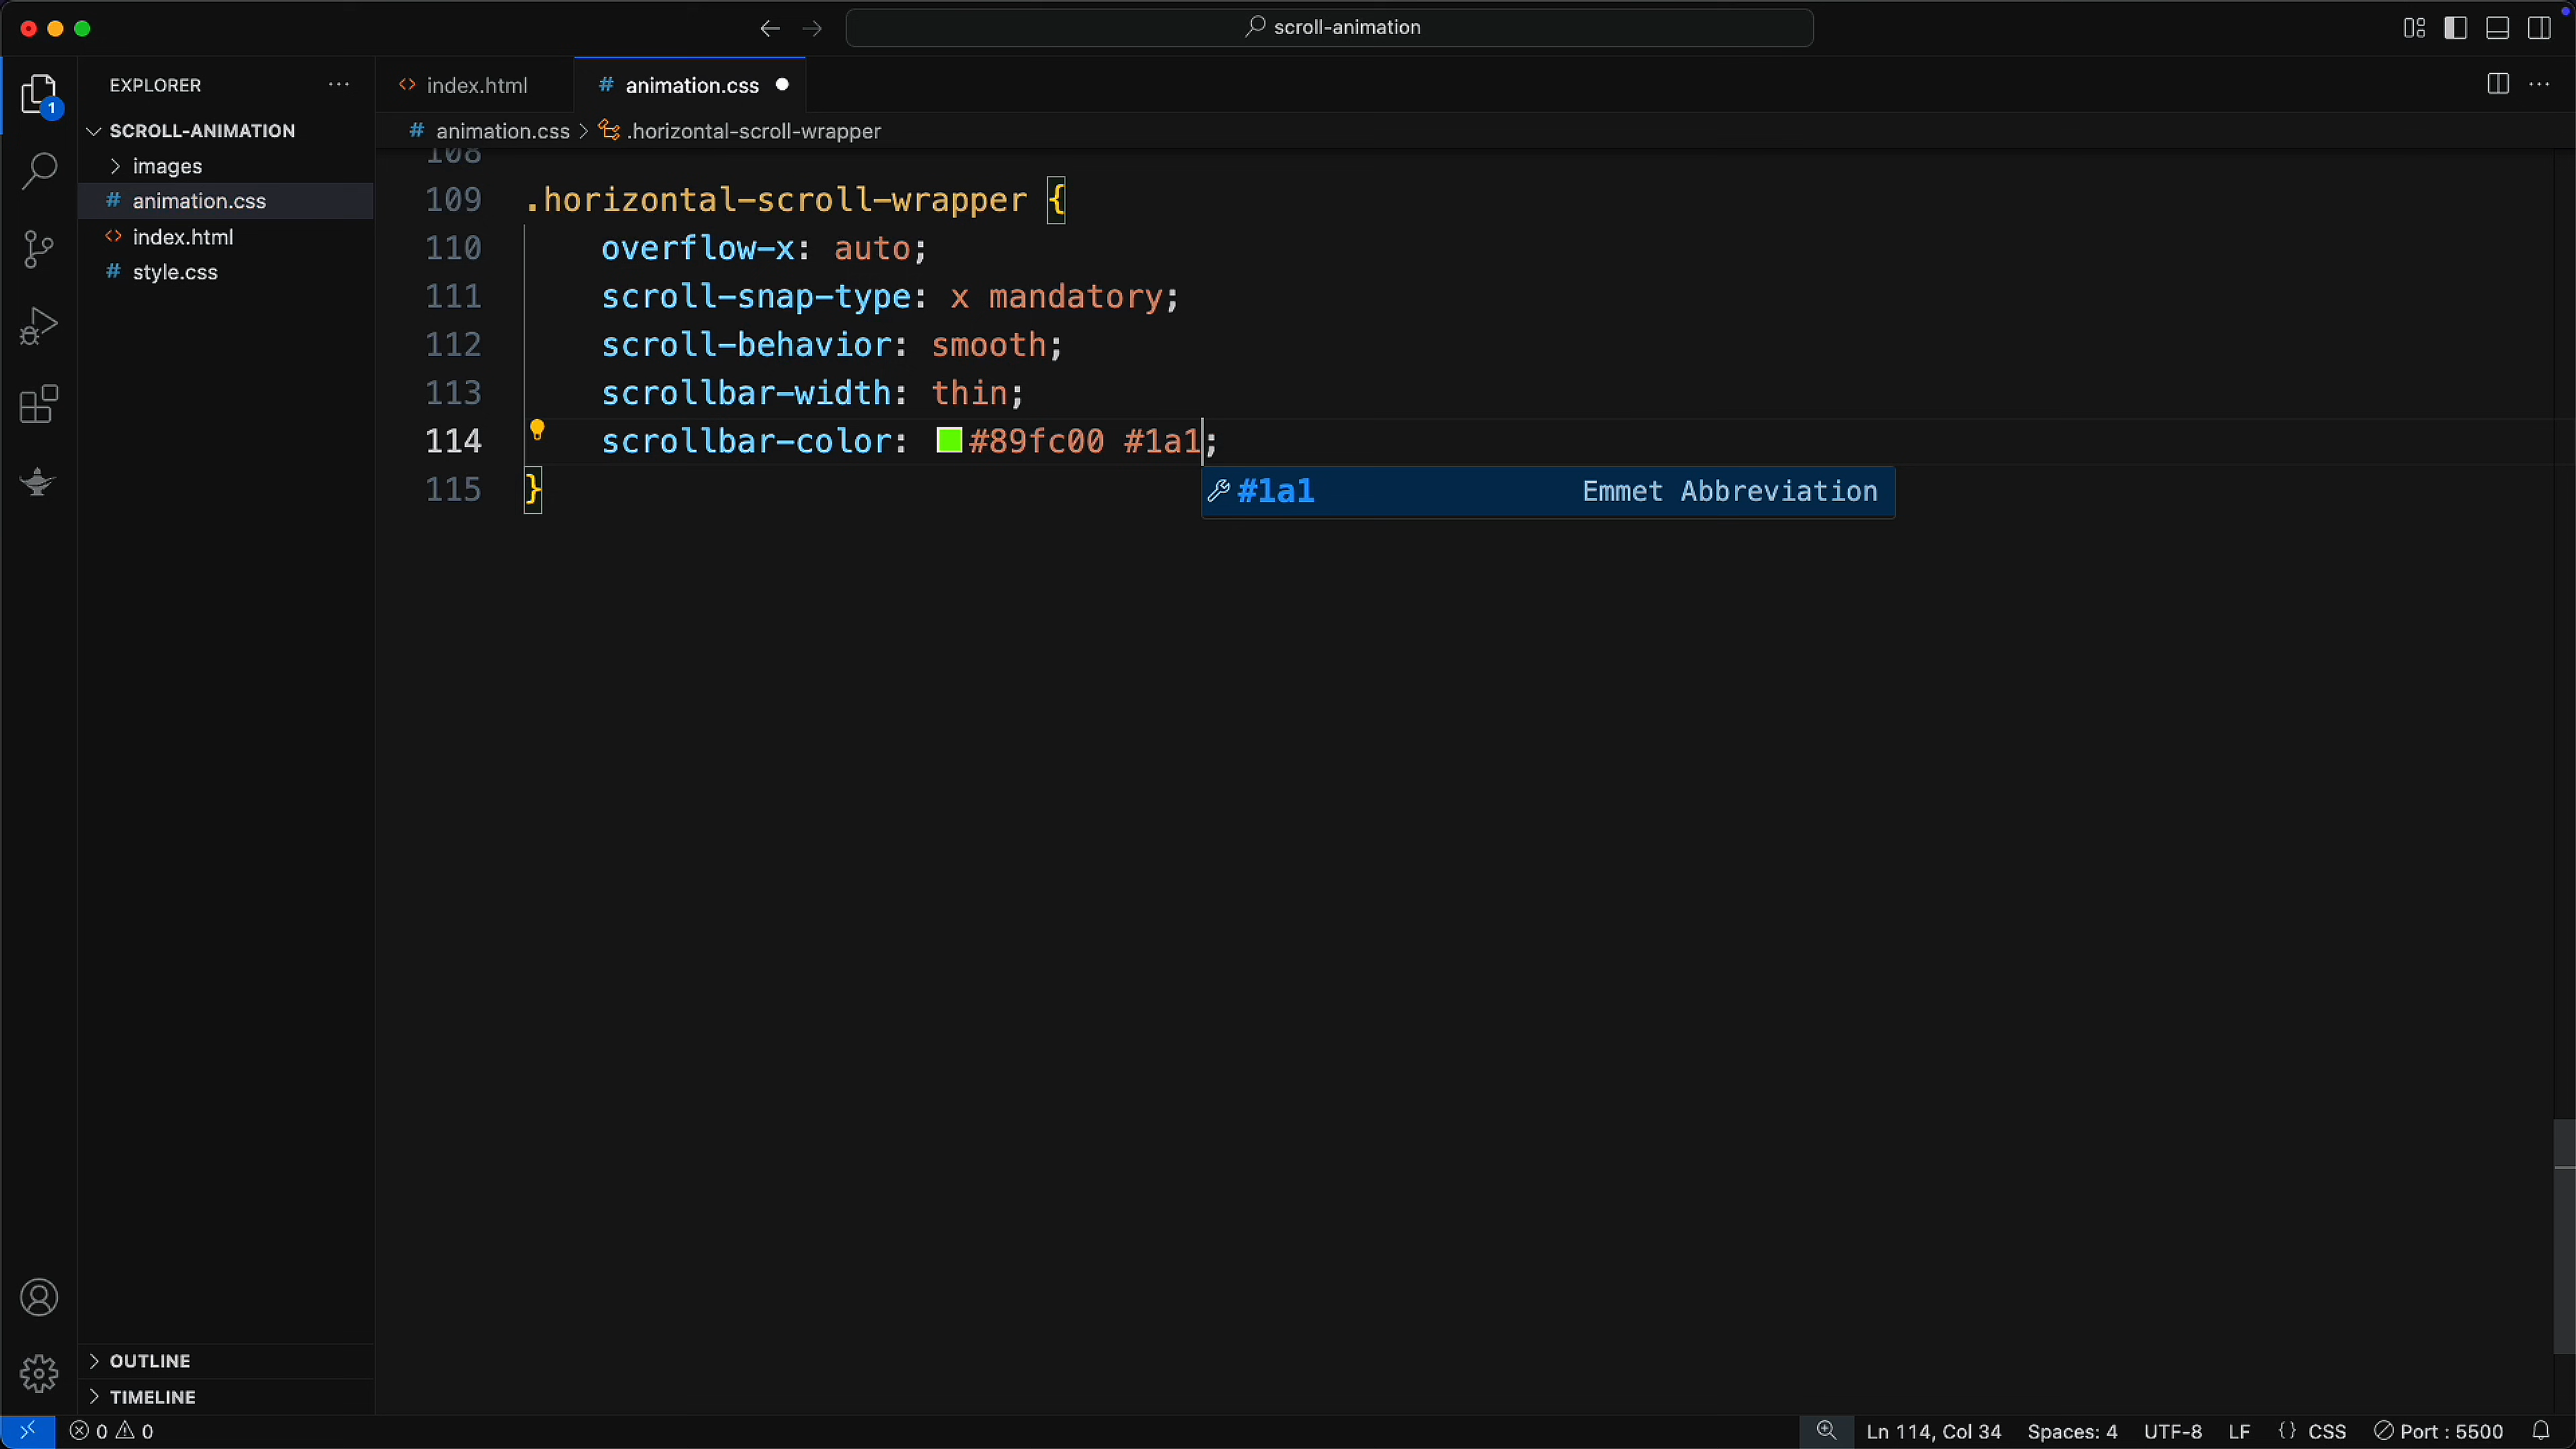 scroll-animation
EXPLORER
1
SCROLL-ANIMATION
images
# animation.css
<> index.html
# style.css
<> index.html
# animation.css
# animation.css > .horizontal-scroll-wrapper
108
109 .horizontal-scroll-wrapper {
110 overflow-x: auto;
111 scroll-snap-type: x mandatory;
112 scroll-behavior: smooth;
113 scrollbar-width: thin;
114 scrollbar-color: #89fc00 #1a1;
115 }
#1a1 Emmet Abbreviation
OUTLINE
TIMELINE
0 0
Ln 114, Col 34 Spaces: 4 UTF-8 LF {} CSS Port : 5500